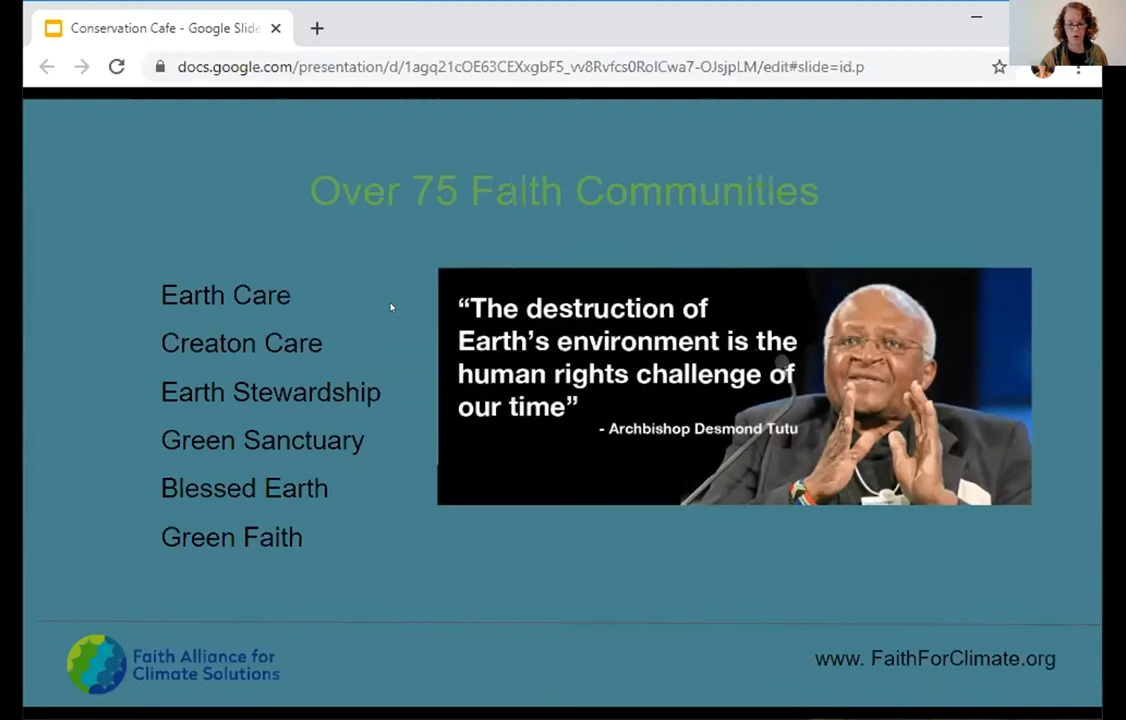 Conservation Cafe - Google Slide
docs.google.com/presentation/d/1agq21cOE63CEXxgbF5_vv8Rvfcs0RolCwa7-OJsjpLM/edit#slide=id.p
Over 75 Faith Communities
Earth Care
Creaton Care
Earth Stewardship
Green Sanctuary
Blessed Earth
Green Faith
“The destruction of
Earth’s environment is the
human rights challenge of
our time”
- Archbishop Desmond Tutu
Faith Alliance for
Climate Solutions
www. FaithForClimate.org